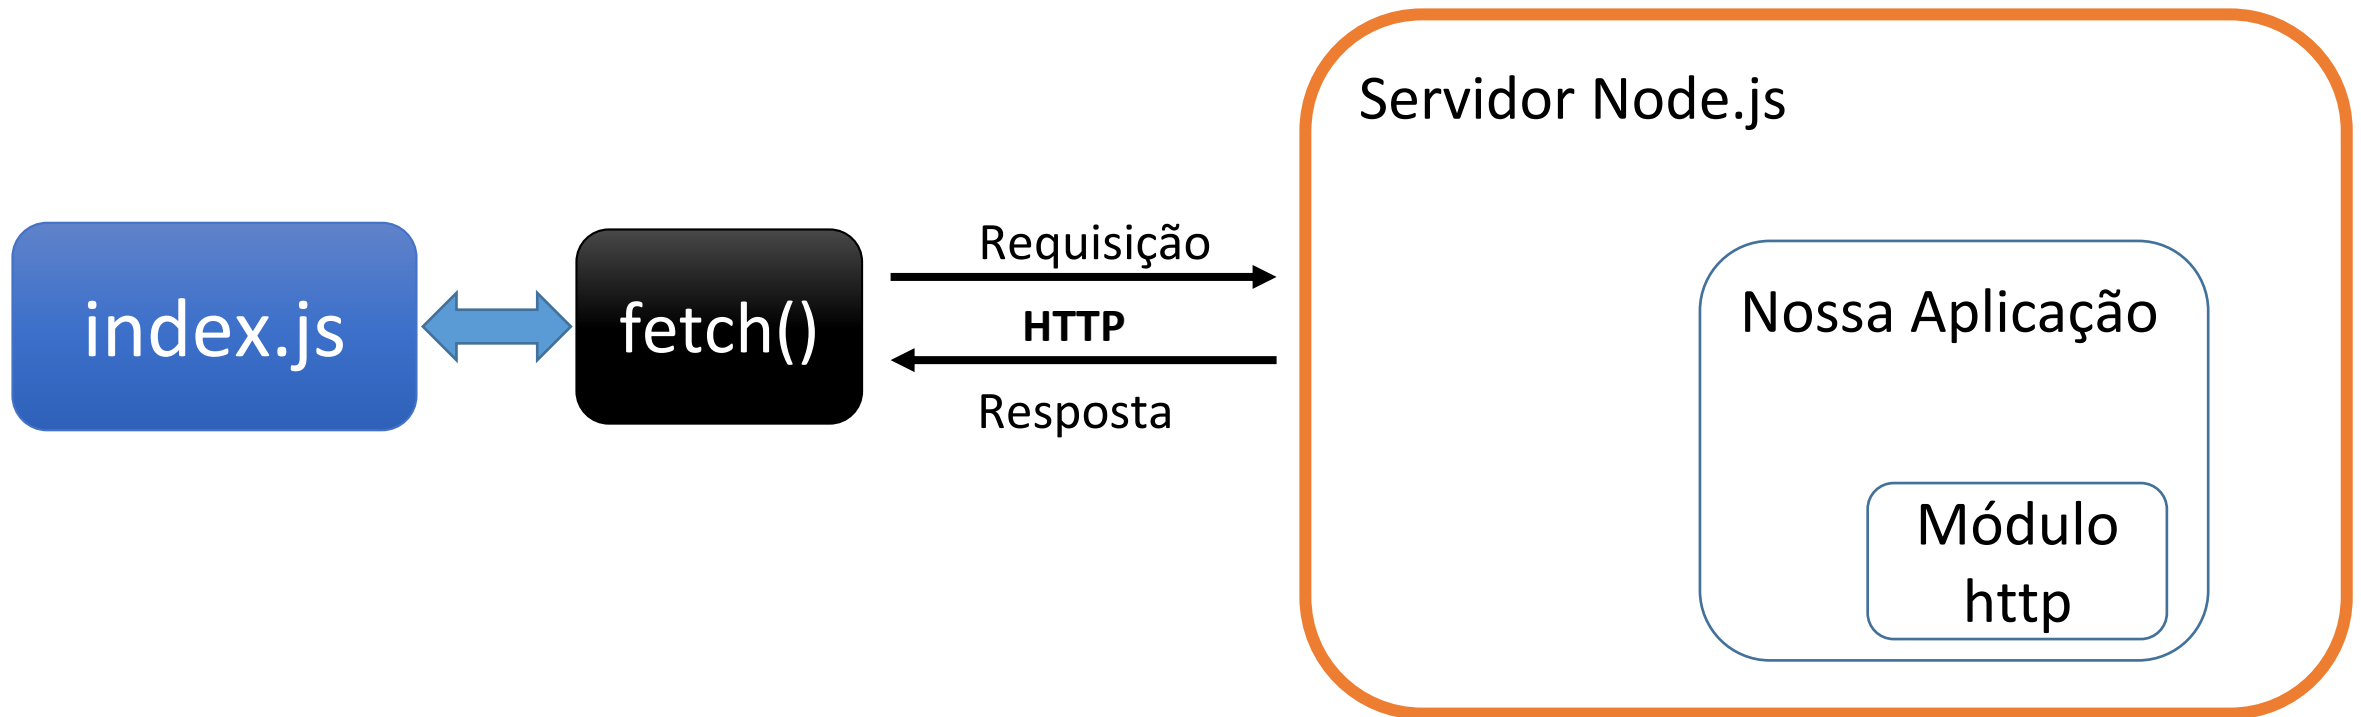 Servidor Node.js
index.js
fetch()
Requisição
HTTP
Resposta
Nossa Aplicação
Módulo
http